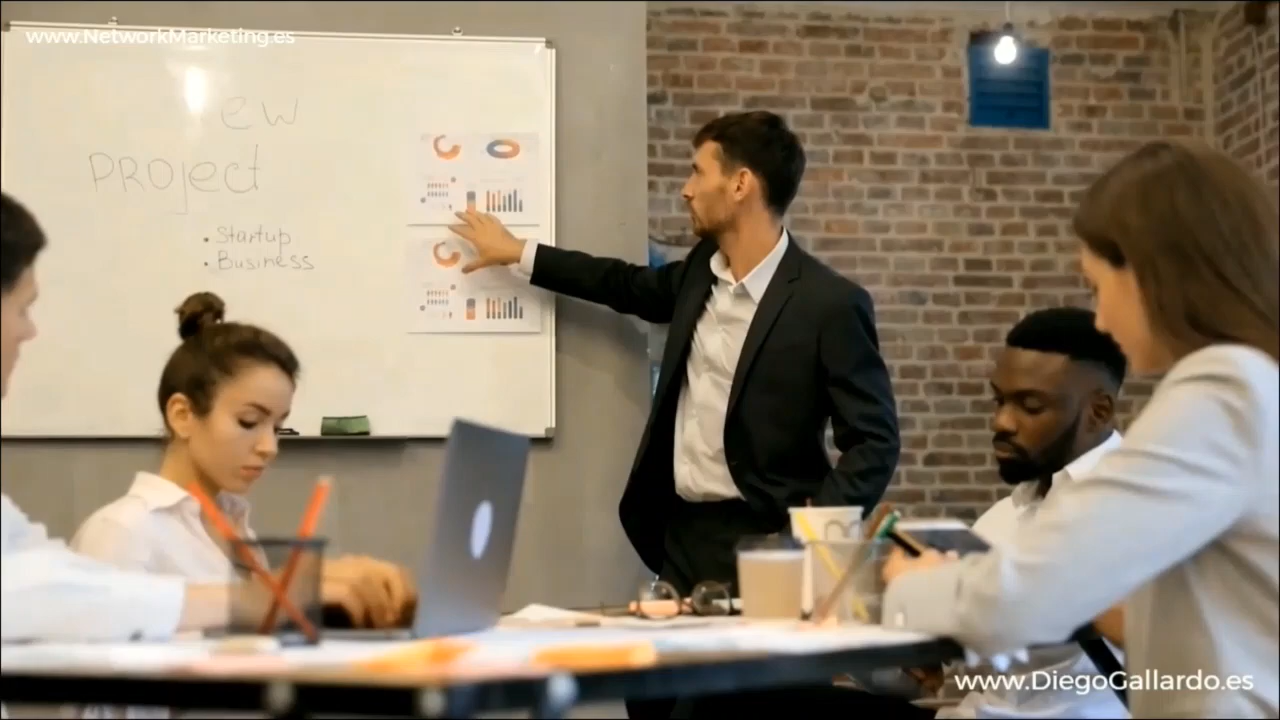 www.NetworkMarketing.es
ew
PROJect
• Startup
• Business
www.DiegoGallardo.es